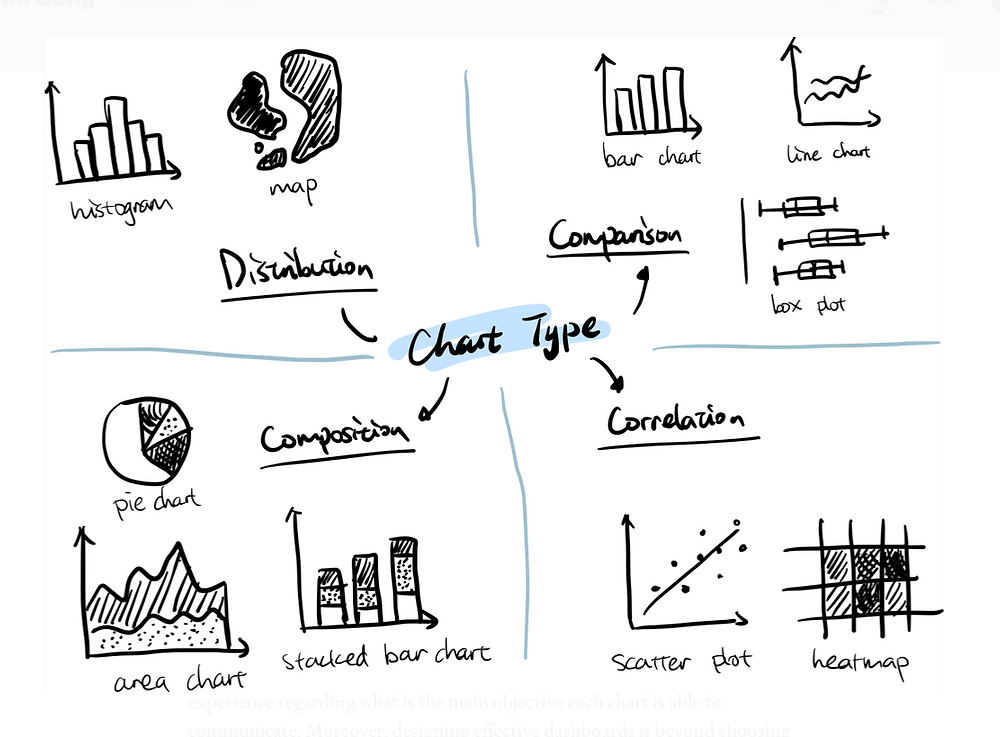 histogram
map
Distribution
bar chart
line chart
Comparison
box plot
Chart Type
pie chart
Composition
area chart
stacked bar chart
Correlation
scatter plot
heatmap
experience regarding what is the main objective each chart is able to
communicate. Moreover, designing effective dashboards is beyond choosing